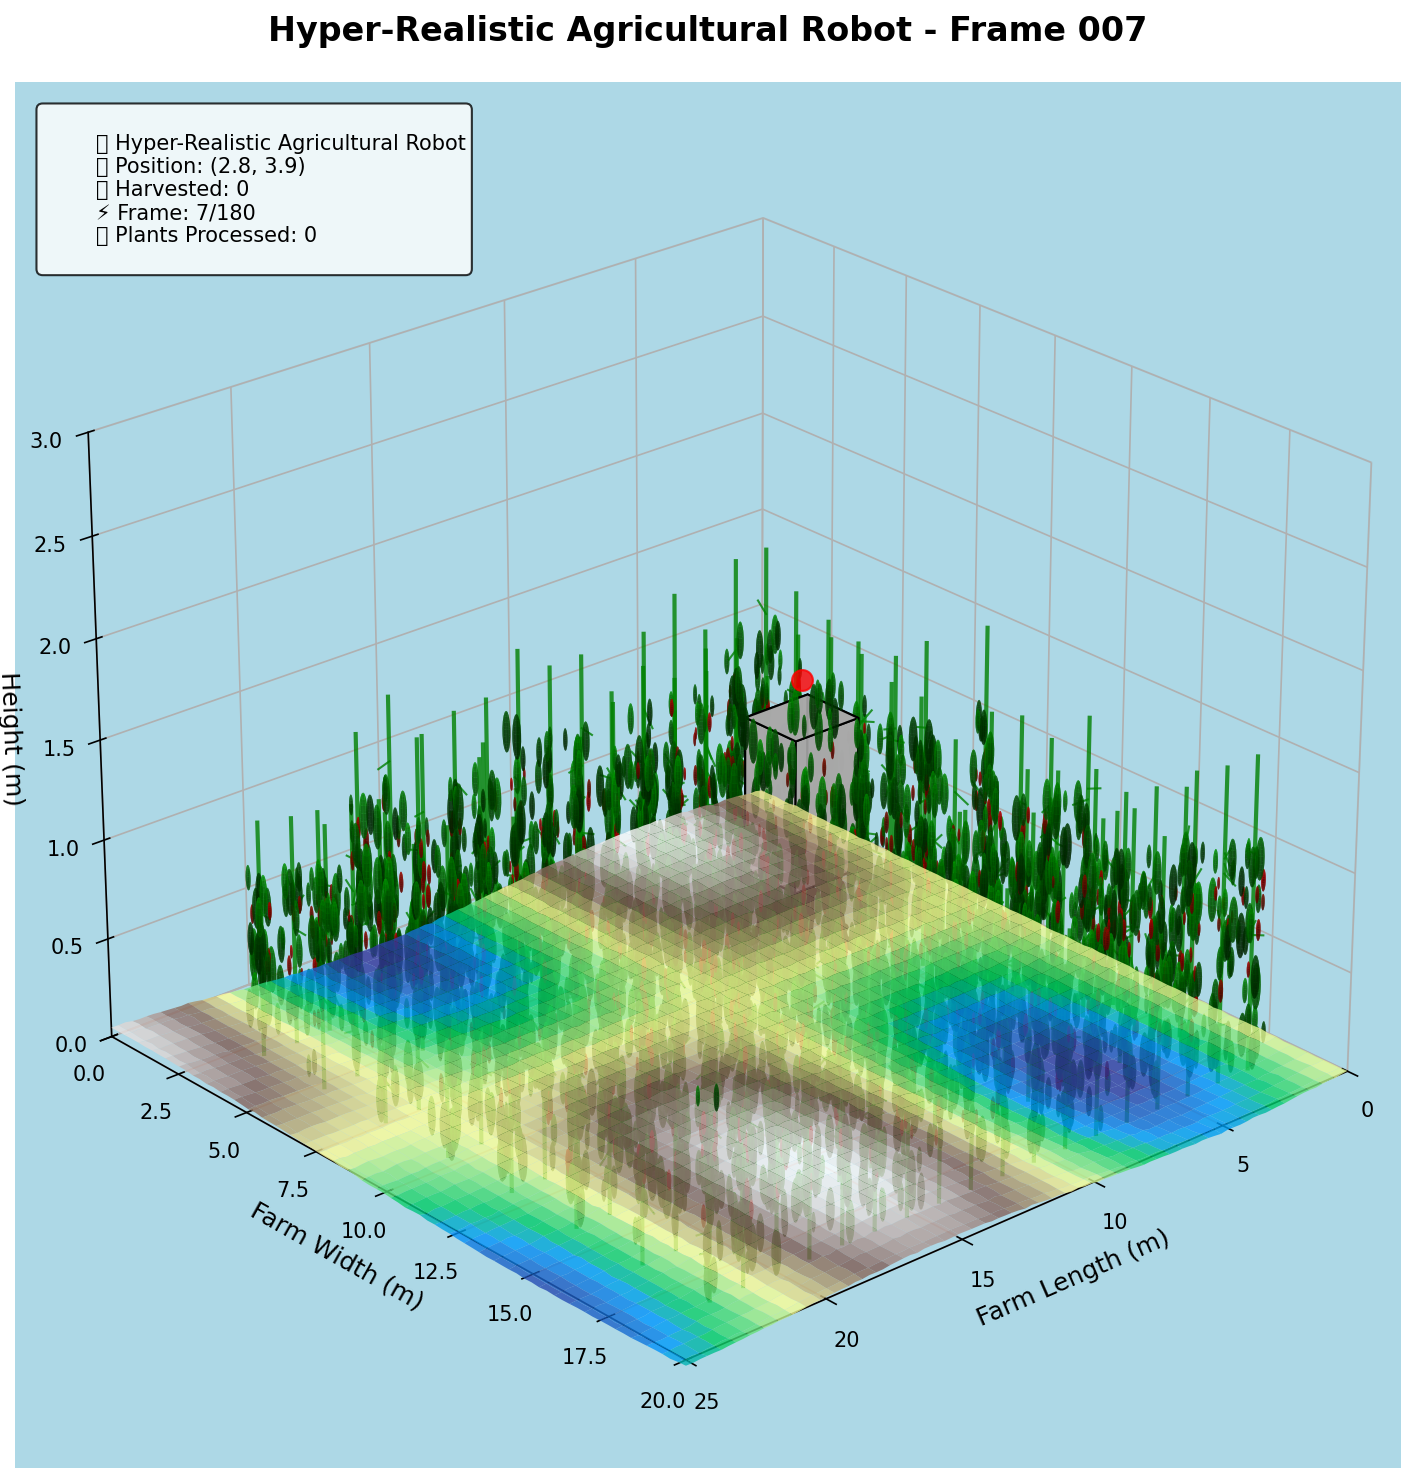 Hyper-Realistic Agricultural Robot - Frame 007
Hyper-Realistic Agricultural Robot
Position: (2.8, 3.9)
Harvested: 0
⚡ Frame: 7/180
Plants Processed: 0
3.0
2.5
2.0
1.5
1.0
0.5
0.0
Height (m)
0.0
2.5
5.0
7.5
10.0
12.5
15.0
17.5
20.0
Farm Width (m)
0
5
10
15
20
25
Farm Length (m)